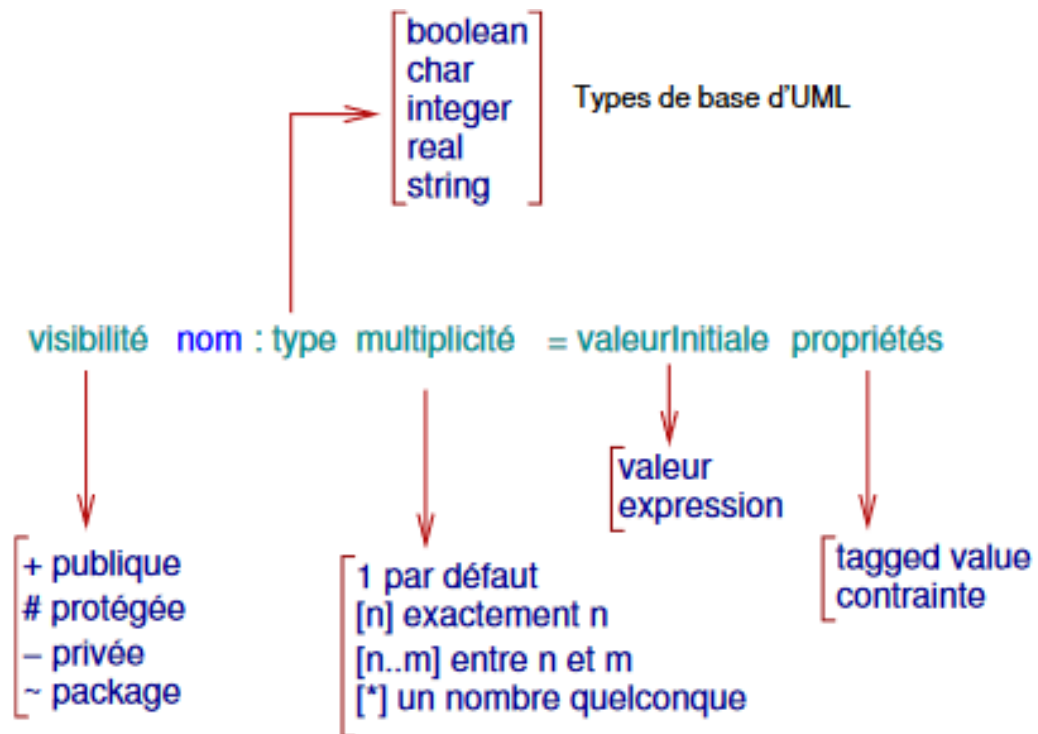 boolean
char
integer
real
string
Types de base d'UML
visibilité nom : type multiplicité = valeurInitiale propriétés
valeur
expression
+ publique
# protégée
– privée
~ package
1 par défaut
[n] exactement n
[n..m] entre n et m
[*] un nombre quelconque
tagged value
contrainte